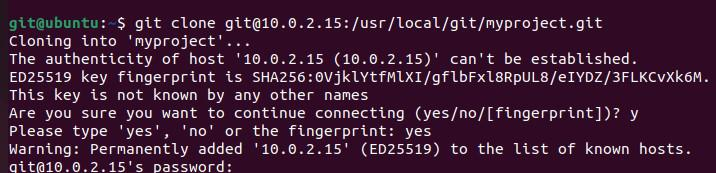 git@ubuntu:~$ git clone git@10.0.2.15:/usr/local/git/myproject.git
Cloning into 'myproject'...
The authenticity of host '10.0.2.15 (10.0.2.15)' can't be established.
ED25519 key fingerprint is SHA256:0VjklYtfMlXI/gflbFxl8RpUL8/eIYDZ/3FLKCvXk6M.
This key is not known by any other names
Are you sure you want to continue connecting (yes/no/[fingerprint])? y
Please type 'yes', 'no' or the fingerprint: yes
Warning: Permanently added '10.0.2.15' (ED25519) to the list of known hosts.
git@10.0.2.15's password: